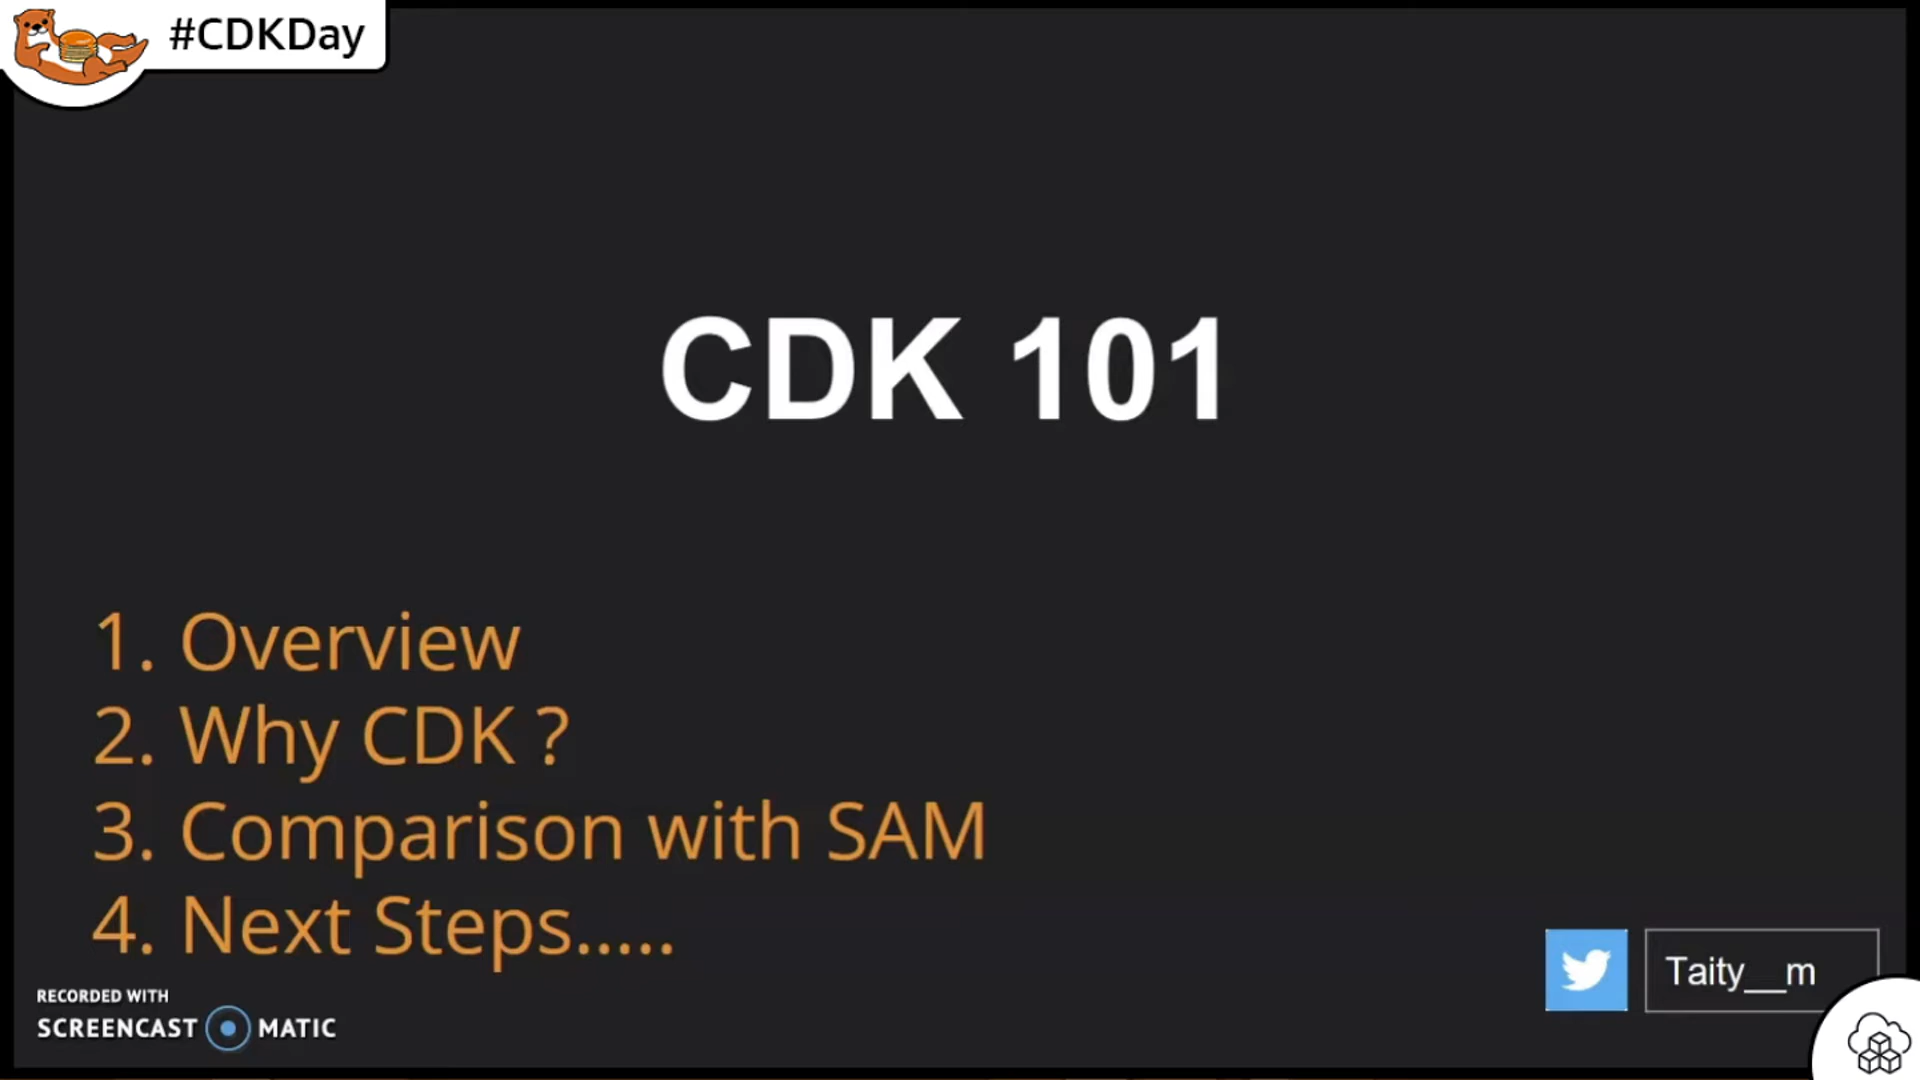 #CDKDay
CDK 101
1. Overview
2. Why CDK ?
3. Comparison with SAM
4. Next Steps.....
RECORDED WITH
SCREENCAST MATIC
Taity__m